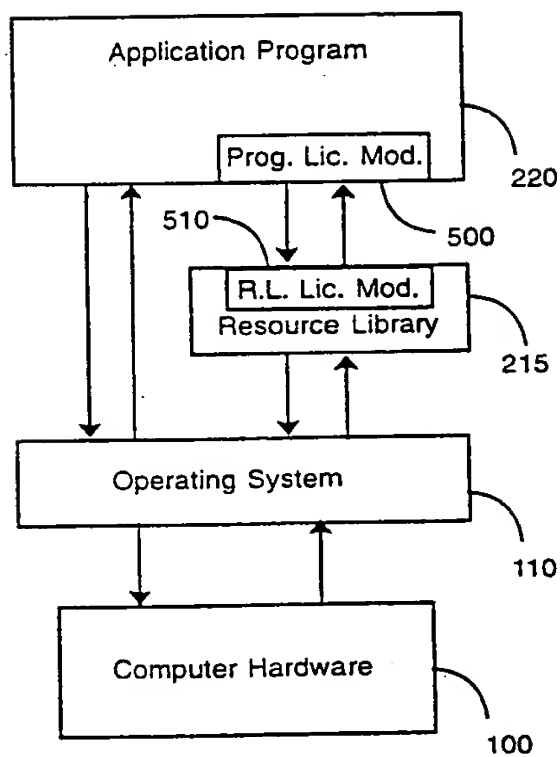 Application Program
Prog. Lic. Mod.
220
500
510
R.L. Lic. Mod.
Resource Library
215
Operating System
110
Computer Hardware
100